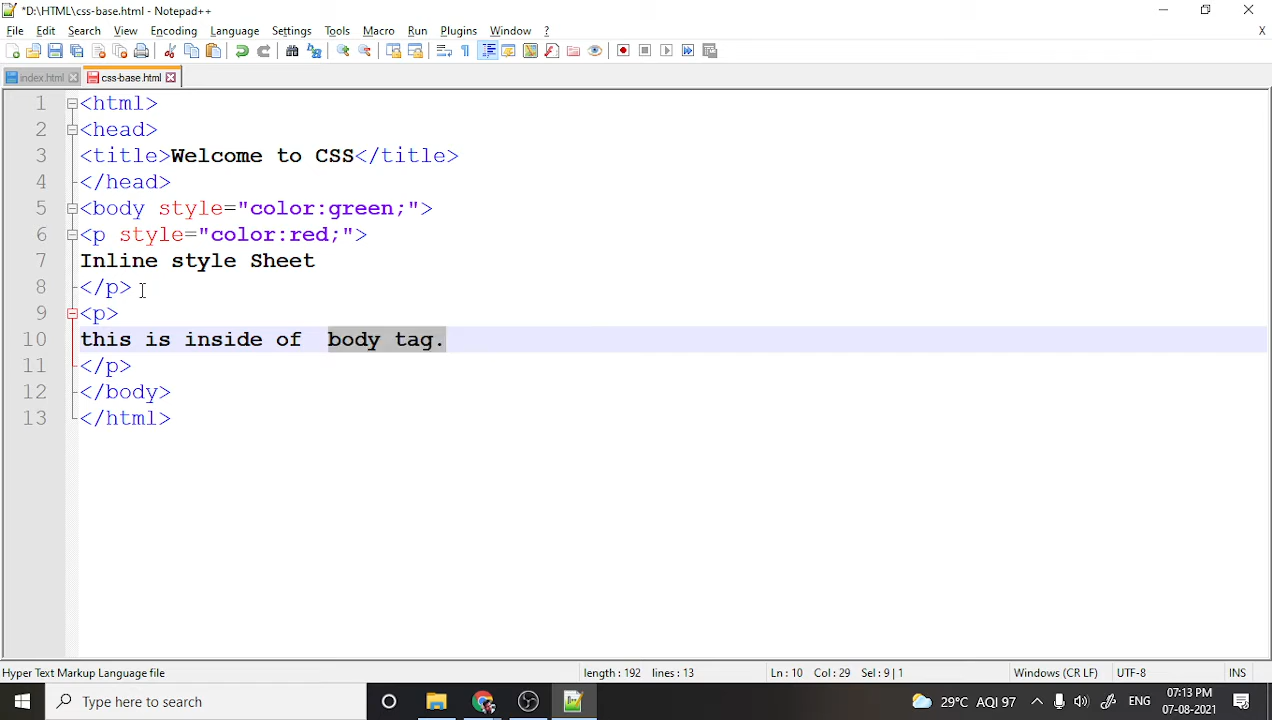 *D:\HTML\css-base.html - Notepad++
File Edit Search View Encoding Language Settings Tools Macro Run Plugins Window ? X
index.html css-base.html
1 <html>
2 <head>
3 <title>Welcome to CSS</title>
4 </head>
5 <body style="color:green;">
6 <p style="color:red;">
7 Inline style Sheet
8 </p>
9 <p>
10 this is inside of  body tag.
11 </p>
12 </body>
13 </html>
Hyper Text Markup Language file length : 192 lines : 13 Ln : 10 Col : 29 Sel : 9 | 1 Windows (CR LF) UTF-8 INS
Type here to search 29°C AQI 97 ENG 07:13 PM
07-08-2021